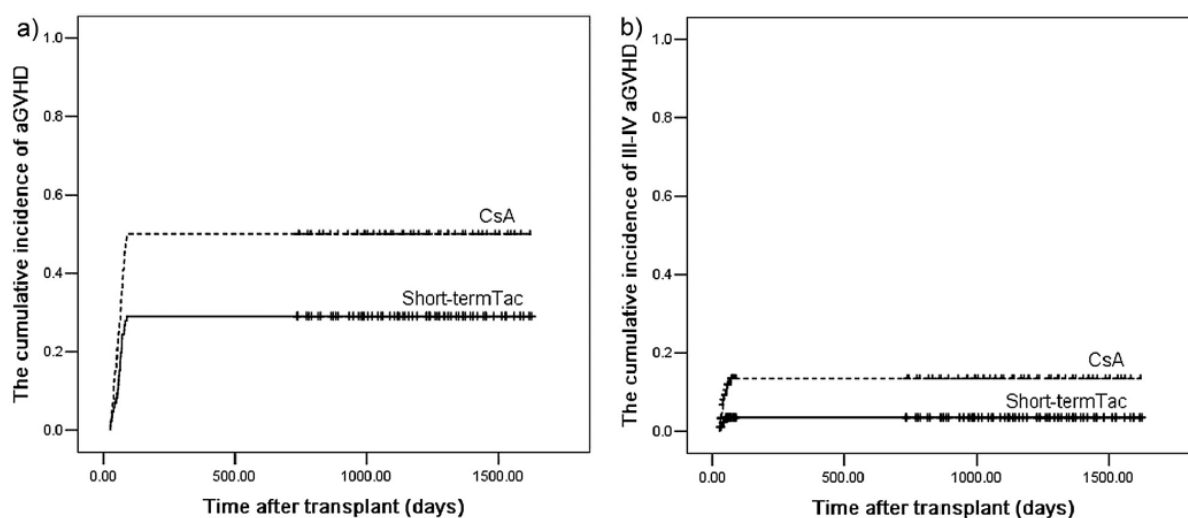 a)
The cumulative incidence of aGVHD
1.0
0.8
0.6
0.4
0.2
0.0
CsA
Short-termTac
0.00 500.00 1000.00 1500.00
Time after transplant (days)
b)
The cumulative incidence of III-IV aGVHD
1.0
0.8
0.6
0.4
0.2
0.0
CsA
Short-termTac
0.00 500.00 1000.00 1500.00
Time after transplant (days)